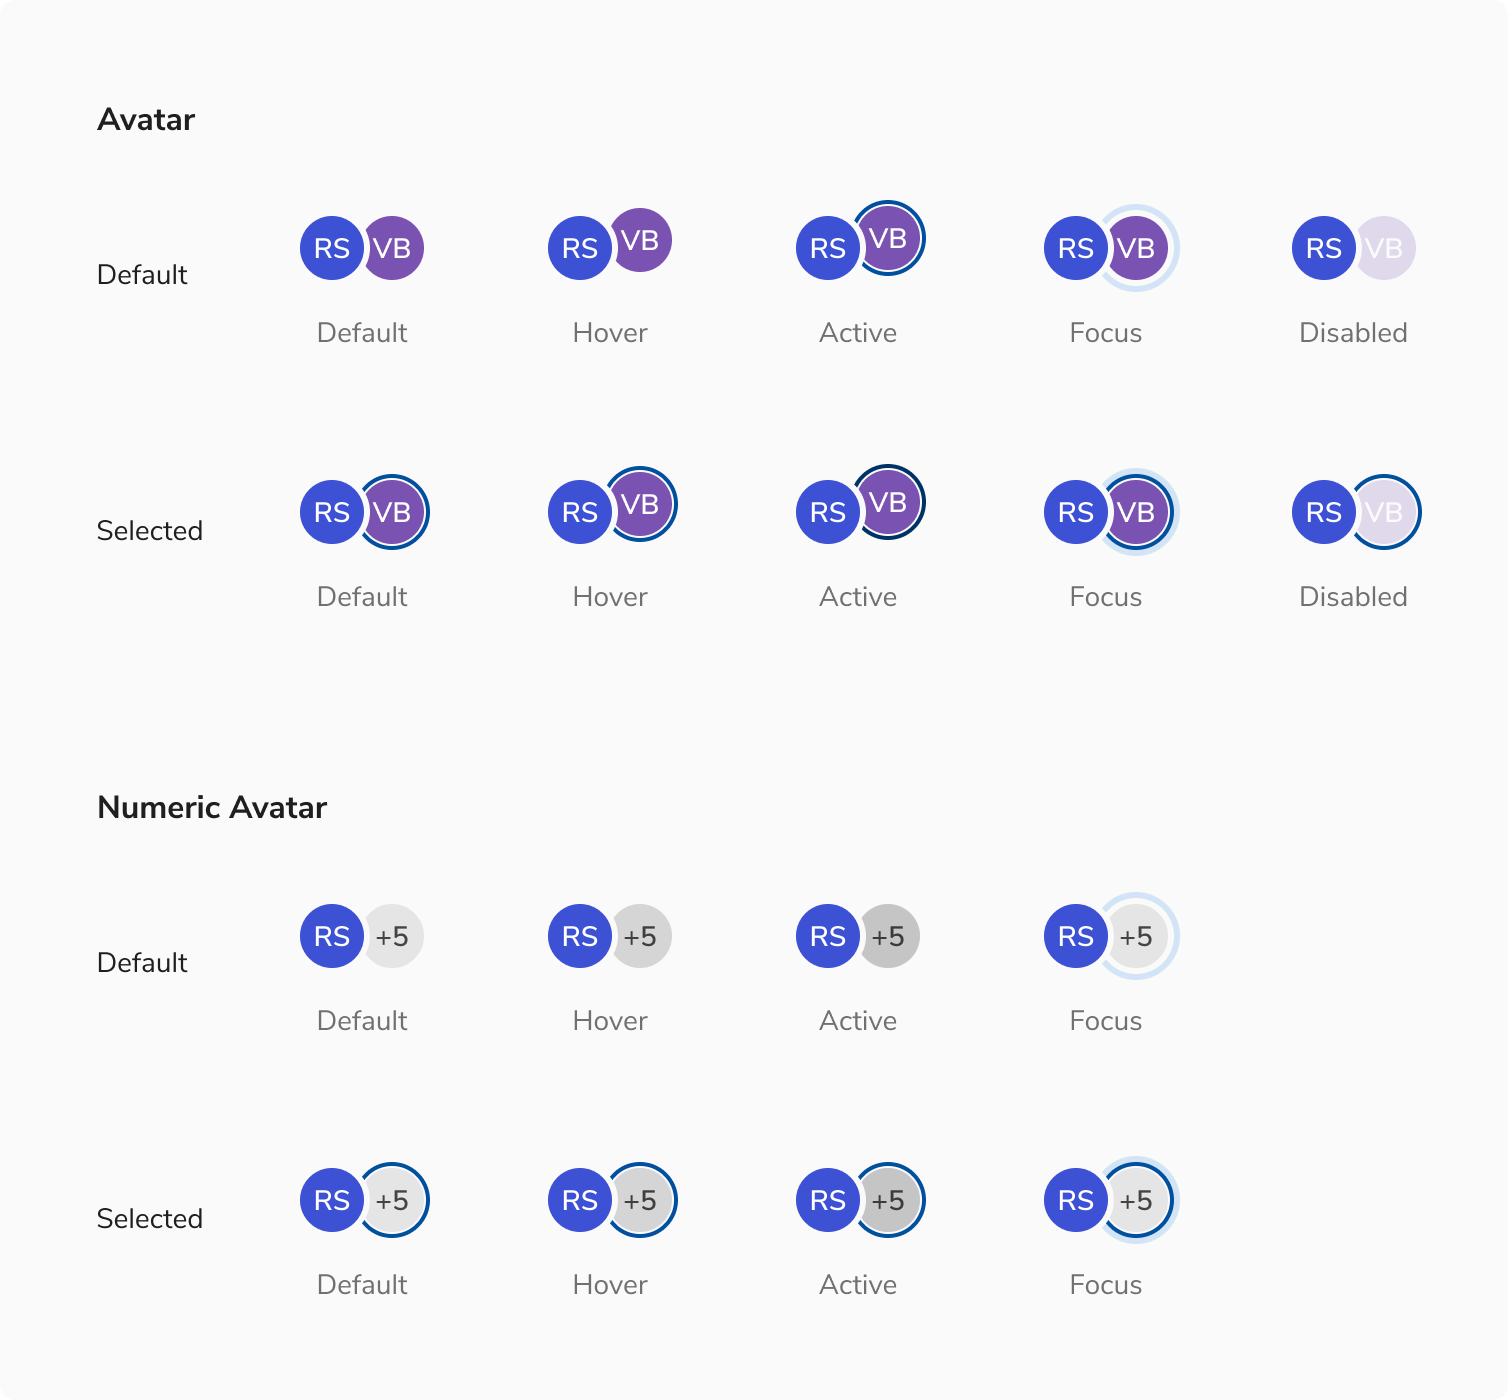 Avatar
RS VB RS VB RS VB RS VB RS VB
Default
Default Hover Active Focus Disabled
RS VB RS VB RS VB RS VB RS VB
Selected
Default Hover Active Focus Disabled
Numeric Avatar
RS +5 RS +5 RS +5 RS +5
Default
Default Hover Active Focus
RS +5 RS +5 RS +5 RS +5
Selected
Default Hover Active Focus